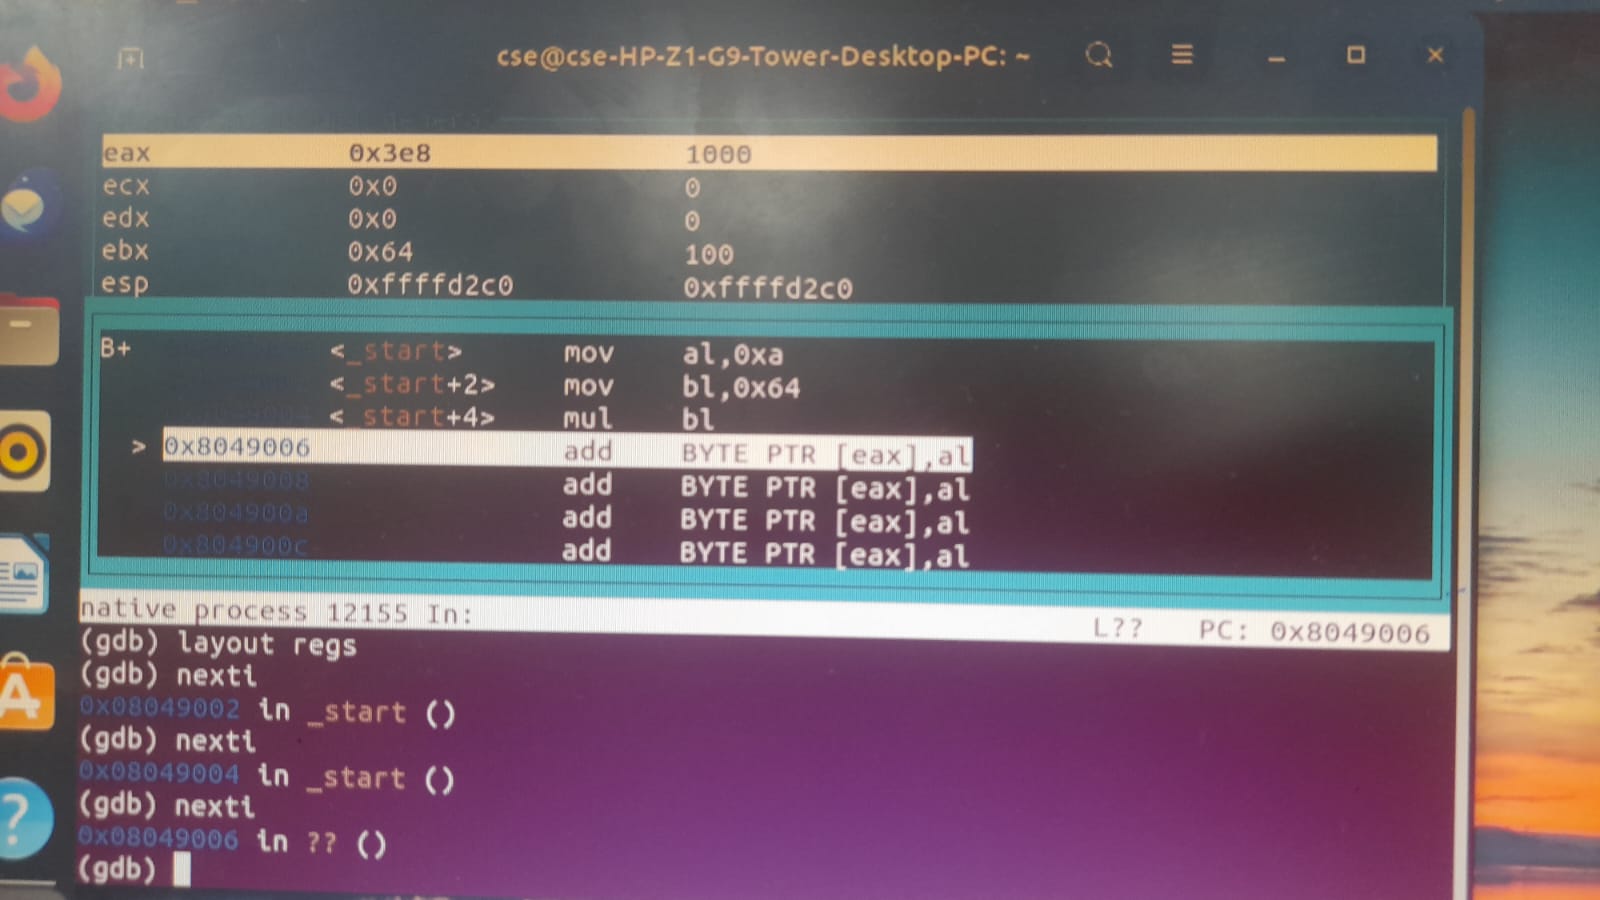 cse@cse-HP-Z1-G9-Tower-Desktop-PC: ~
eax 0x3e8 1000
ecx 0x0 0
edx 0x0 0
ebx 0x64 100
esp 0xffffd2c0 0xffffd2c0
B+ <_start> mov al,0xa
<_start+2> mov bl,0x64
<_start+4> mul bl
> 0x8049006 add BYTE PTR [eax],al
0x8049008 add BYTE PTR [eax],al
0x804900a add BYTE PTR [eax],al
0x804900c add BYTE PTR [eax],al
native process 12155 In: L?? PC: 0x8049006
(gdb) layout regs
(gdb) nexti
0x08049002 in _start ()
(gdb) nexti
0x08049004 in _start ()
(gdb) nexti
0x08049006 in ?? ()
(gdb)